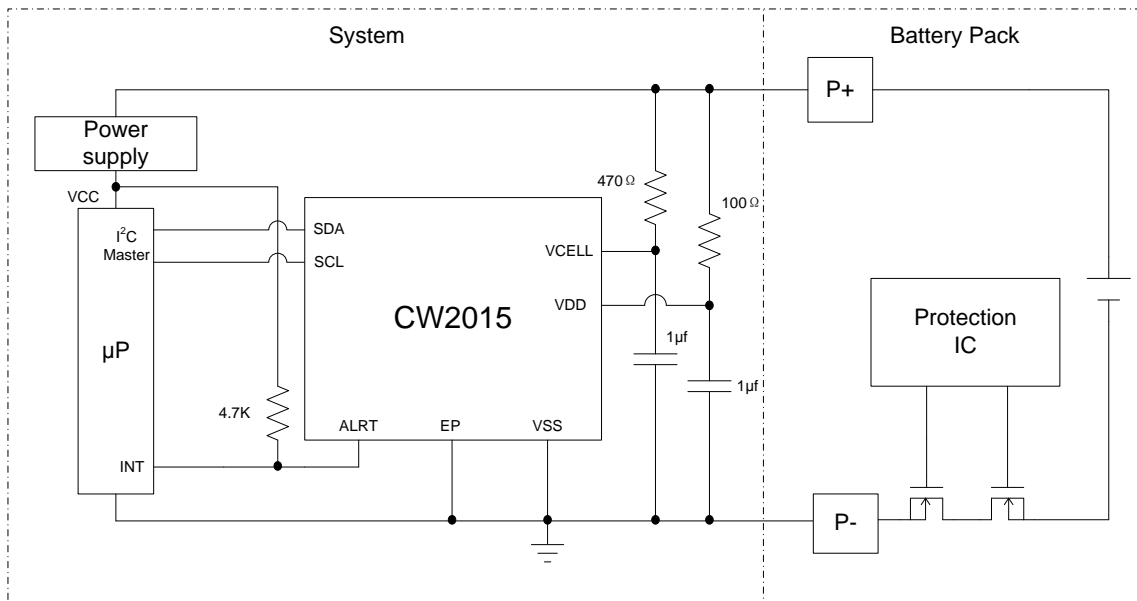 System
Battery Pack
P+
Power
supply
VCC
470Ω
100Ω
I²C
Master
SDA
SCL
VCELL
VDD
CW2015
Protection
IC
µP
1µf
1µf
4.7K
ALRT
EP
VSS
INT
P-